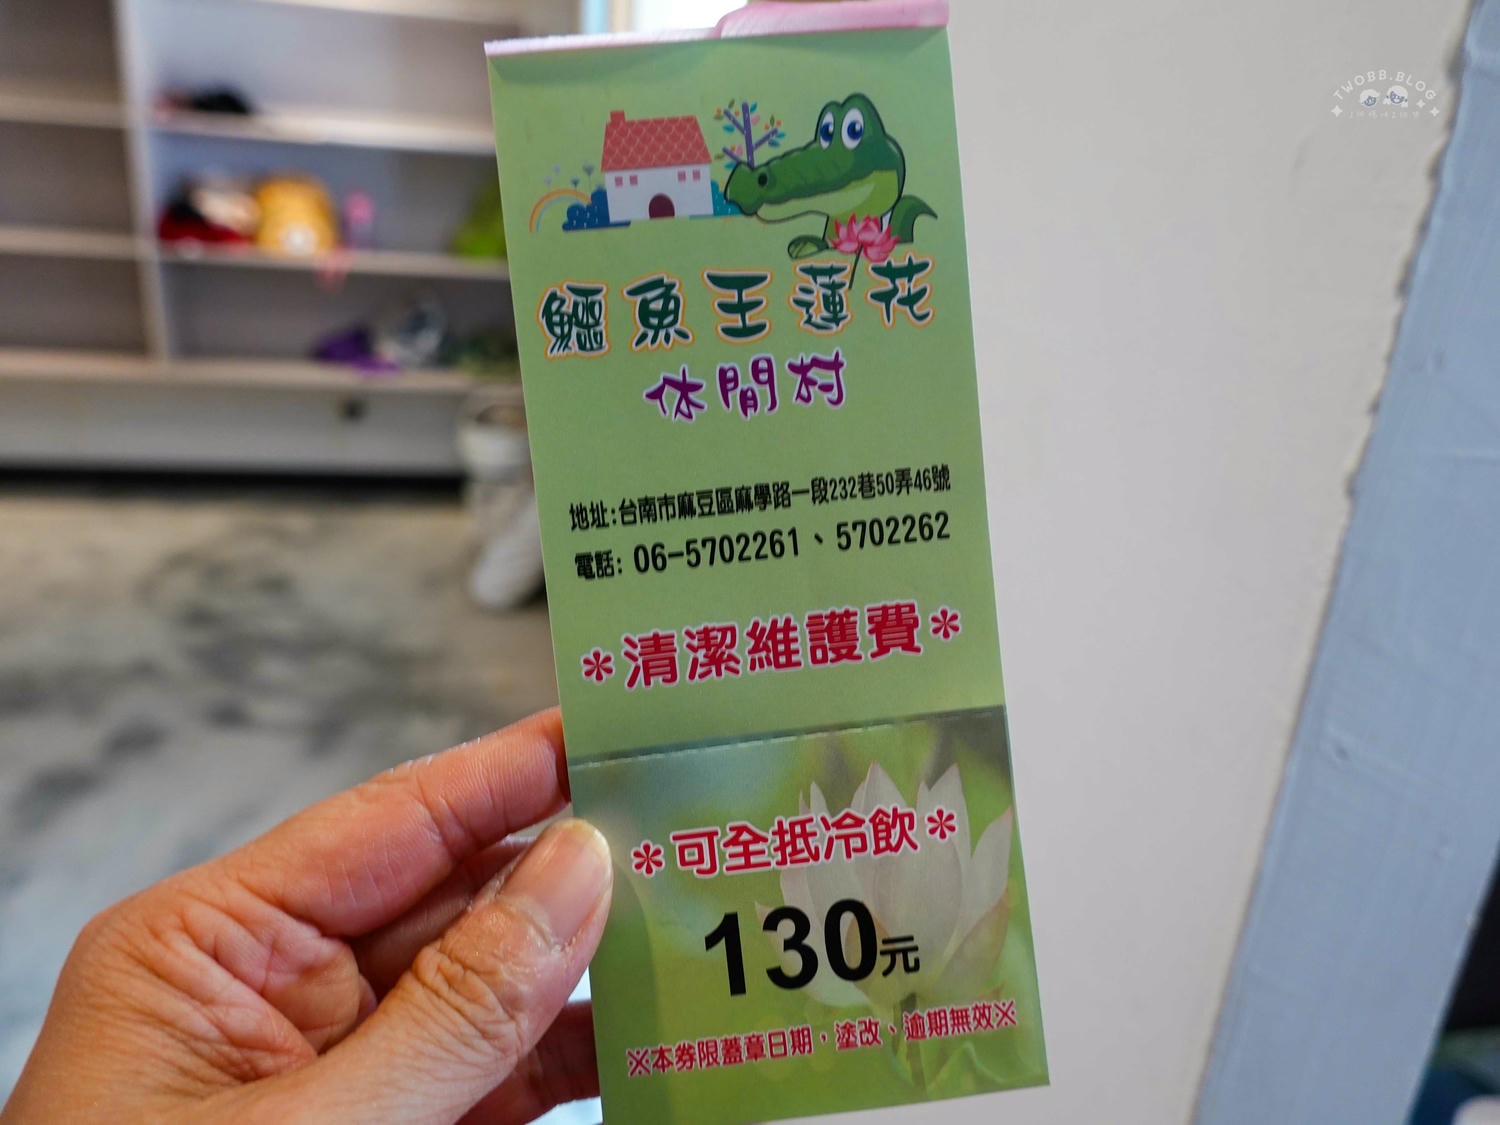 TWOBB.BLOG
鱷魚王蓮花
休閒村
地址:台南市麻豆區麻學路一段232巷50弄46號
電話: 06-5702261、5702262
＊清潔維護費＊
＊可全抵冷飲＊
130元
※本券限蓋章日期，塗改、逾期無效※